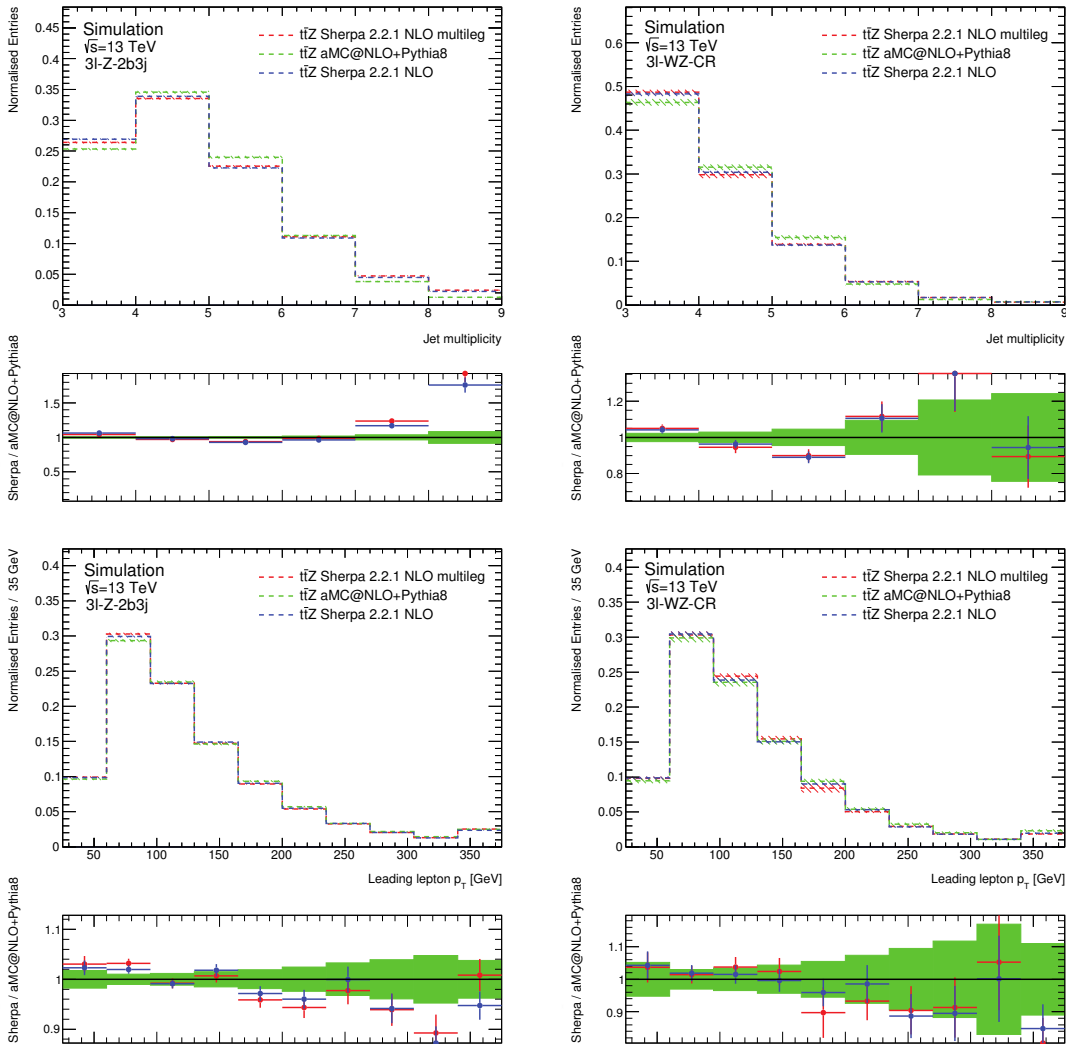 Normalised Entries
Simulation
√s=13 TeV
3l-Z-2b3j
tt̄Z Sherpa 2.2.1 NLO multileg
tt̄Z aMC@NLO+Pythia8
tt̄Z Sherpa 2.2.1 NLO
0.45
0.4
0.35
0.3
0.25
0.2
0.15
0.1
0.05
0
3 4 5 6 7 8 9
Jet multiplicity
Sherpa / aMC@NLO+Pythia8
1.5
1
0.5
Normalised Entries
Simulation
√s=13 TeV
3l-WZ-CR
tt̄Z Sherpa 2.2.1 NLO multileg
tt̄Z aMC@NLO+Pythia8
tt̄Z Sherpa 2.2.1 NLO
0.6
0.5
0.4
0.3
0.2
0.1
0
3 4 5 6 7 8 9
Jet multiplicity
Sherpa / aMC@NLO+Pythia8
1.2
1
0.8
Normalised Entries / 35 GeV
Simulation
√s=13 TeV
3l-Z-2b3j
tt̄Z Sherpa 2.2.1 NLO multileg
tt̄Z aMC@NLO+Pythia8
tt̄Z Sherpa 2.2.1 NLO
0.4
0.3
0.2
0.1
0
50 100 150 200 250 300 350
Leading lepton p_T [GeV]
Sherpa / aMC@NLO+Pythia8
1.1
1
0.9
Normalised Entries / 35 GeV
Simulation
√s=13 TeV
3l-WZ-CR
tt̄Z Sherpa 2.2.1 NLO multileg
tt̄Z aMC@NLO+Pythia8
tt̄Z Sherpa 2.2.1 NLO
0.4
0.35
0.3
0.25
0.2
0.15
0.1
0.05
0
50 100 150 200 250 300 350
Leading lepton p_T [GeV]
Sherpa / aMC@NLO+Pythia8
1.1
1
0.9